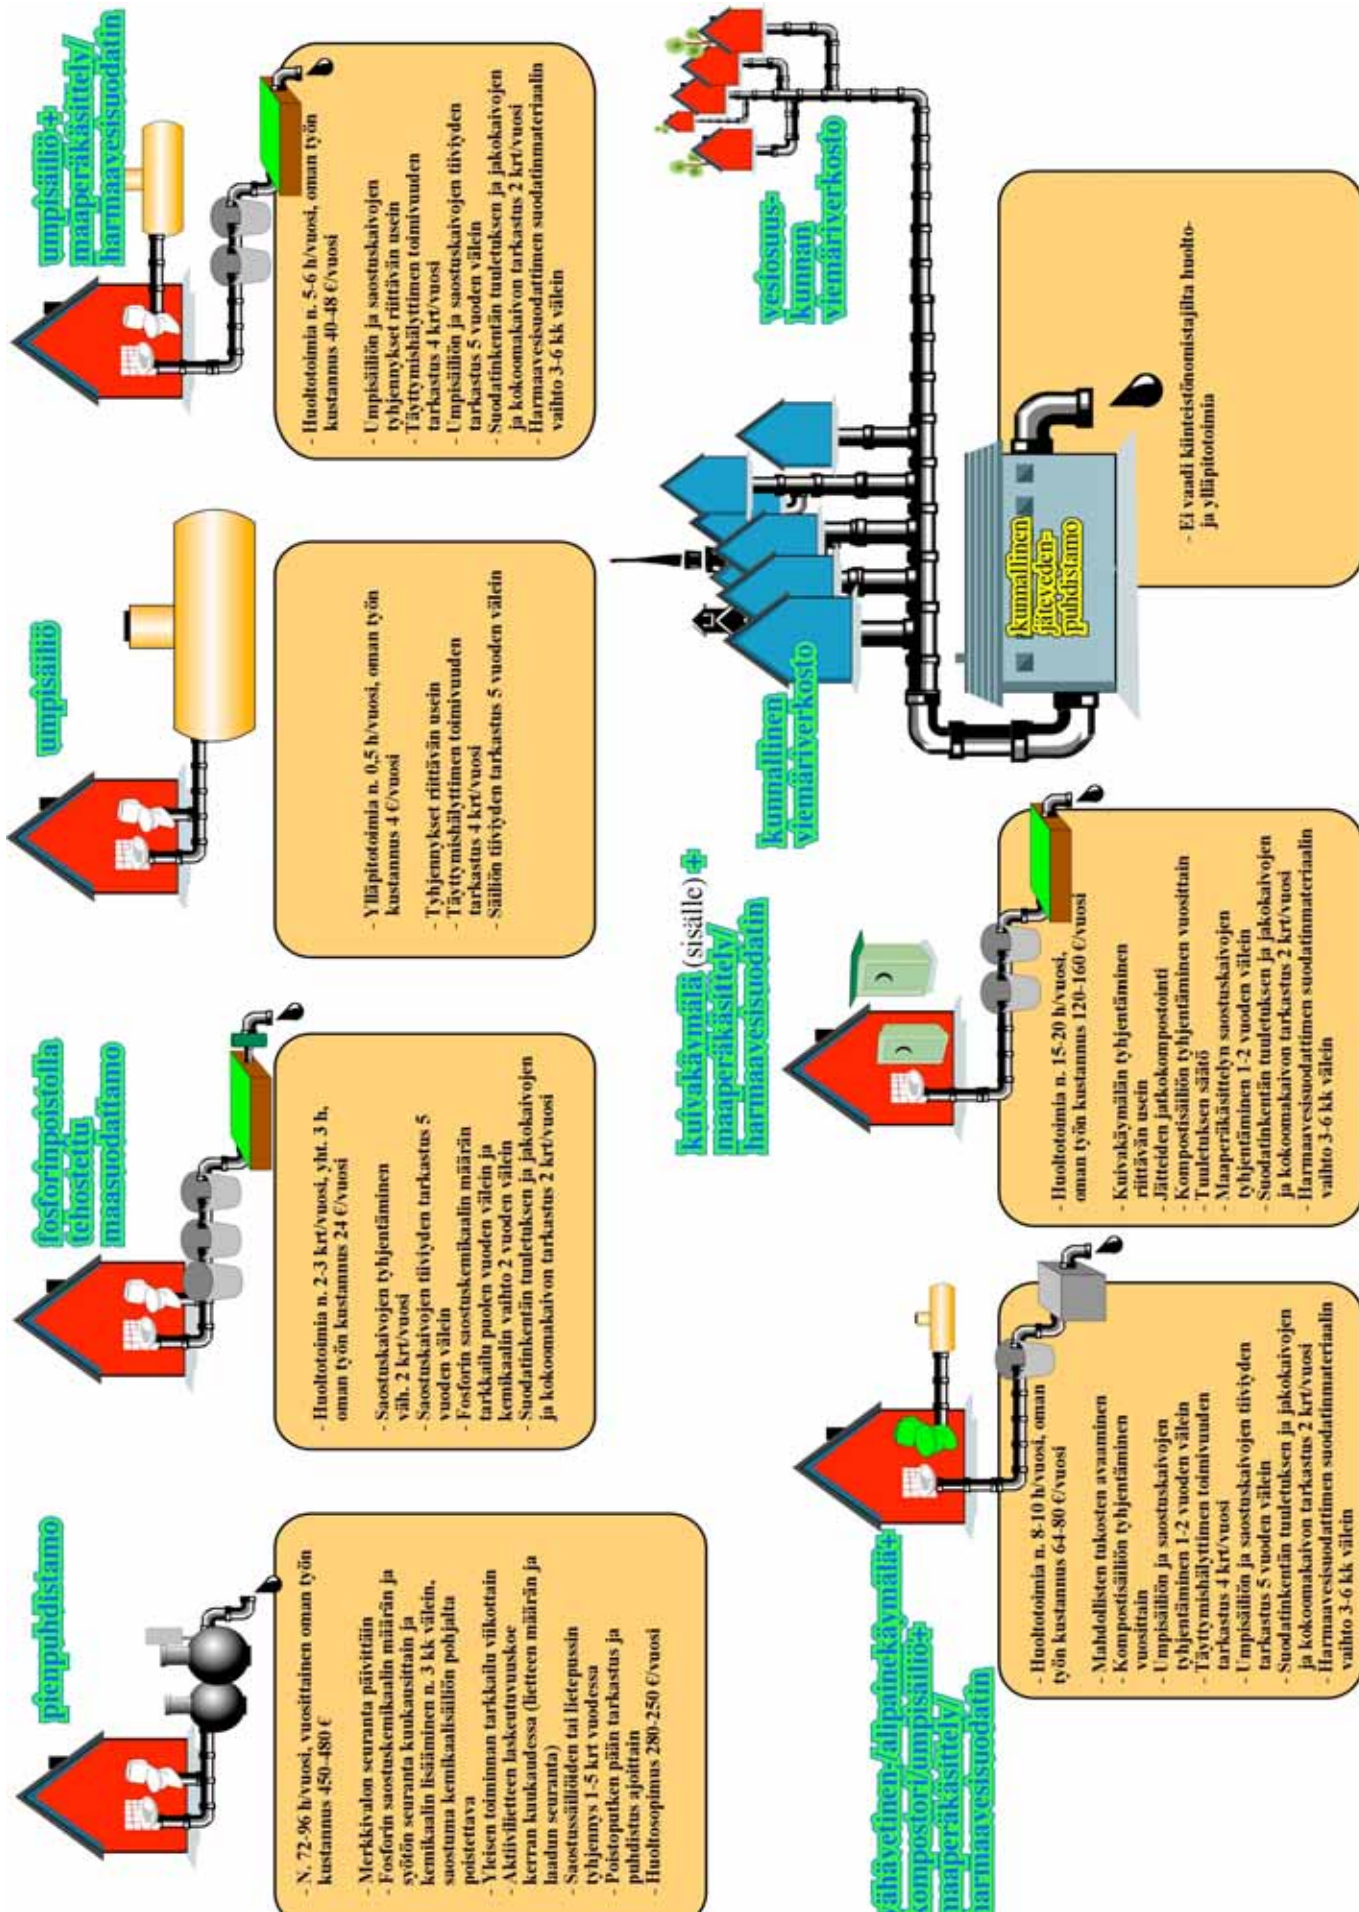 pienpuhdistamo
- N. 72-96 h/vuosi, vuosittainen oman työn
kustannus 450-480 €
- Merkkivalon seuranta päivittäin
- Fosforin saostuskemikaalin määrän ja
syötön seuranta kuukausittain ja
kemikaalin lisääminen n. 3 kk välein,
saostuma kemikaalisäiliön pohjalta
poistettava
- Yleisen toiminnan tarkkailu viikottain
- Aktiivilietteen laskeutuvuuskoe
kerran kuukaudessa (lietteen määrän ja
laadun seuranta)
- Saostussäiliöiden tai lietepussin
tyhjennys 1-5 krt vuodessa
- Poistoputken pään tarkastus ja
puhdistus ajoittain
- Huoltosopimus 280-250 €/vuosi
fosforinpoistolla
tehostettu
maasuodattamo
- Huoltotoimia n. 2-3 krt/vuosi, yht. 3 h,
oman työn kustannus 24 €/vuosi
- Saostuskaivojen tyhjentäminen
väh. 2 krt/vuosi
- Saostuskaivojen tiiviyden tarkastus 5
vuoden välein
- Fosforin saostuskemikaalin määrän
tarkkailu puolen vuoden välein ja
kemikaalin vaihto 2 vuoden välein
- Suodatinkentän tuuletuksen ja jakokaivojen
ja kokoomakaivon tarkastus 2 krt/vuosi
umpisäiliö
- Ylläpitotoimia n. 0,5 h/vuosi, oman työn
kustannus 4 €/vuosi
- Tyhjennykset riittävän usein
- Täyttymishälyttimen toimivuuden
tarkastus 4 krt/vuosi
- Säiliön tiiviyden tarkastus 5 vuoden välein
umpisäiliö+
maaperäkäsittely/
harmaavesisuodatin
- Huoltotoimia n. 5-6 h/vuosi, oman työn
kustannus 40-48 €/vuosi
- Umpisäiliön ja saostuskaivojen
tyhjennykset riittävän usein
- Täyttymishälyttimen toimivuuden
tarkastus 4 krt/vuosi
- Umpisäiliön ja saostuskaivojen tiiviyden
tarkastus 5 vuoden välein
- Suodatinkentän tuuletuksen ja jakokaivojen
ja kokoomakaivon tarkastus 2 krt/vuosi
- Harmaavesisuodattimen suodatinmateriaalin
vaihto 3-6 kk välein
vähävetinen-/alipainekäymälä+
kompostori/umpisäiliö+
maaperäkäsittely/
harmaavesisuodatin
- Huoltotoimia n. 8-10 h/vuosi, oman
työn kustannus 64-80 €/vuosi
- Mahdollisten tukosten avaaminen
- Kompostisäiliön tyhjentäminen
vuosittain
- Umpisäiliön ja saostuskaivojen
tyhjentäminen 1-2 vuoden välein
- Täyttymishälyttimen toimivuuden
tarkastus 4 krt/vuosi
- Umpisäiliön ja saostuskaivojen tiiviyden
tarkastus 5 vuoden välein
- Suodatinkentän tuuletuksen ja jakokaivojen
ja kokoomakaivon tarkastus 2 krt/vuosi
- Harmaavesisuodattimen suodatinmateriaalin
vaihto 3-6 kk välein
kuivakäymälä (sisälle)+
maaperäkäsittely/
harmaavesisuodatin
- Huoltotoimia n. 15-20 h/vuosi,
oman työn kustannus 120-160 €/vuosi
- Kuivakäymälän tyhjentäminen
riittävän usein
- Jätteiden jatkokompostointi
- Kompostisäiliön tyhjentäminen vuosittain
- Tuuletuksen säätö
- Maaperäkäsittelyn saostuskaivojen
tyhjentäminen 1-2 vuoden välein
- Suodatinkentän tuuletuksen ja jakokaivojen
ja kokoomakaivon tarkastus 2 krt/vuosi
- Harmaavesisuodattimen suodatinmateriaalin
vaihto 3-6 kk välein
kunnallinen
viemäriverkosto
vesiosuus-
kunnan
viemäriverkosto
kunnallinen
jäteveden-
puhdistamo
- Ei vaadi kiinteistönomistajilta huolto-
ja ylläpitotoimia